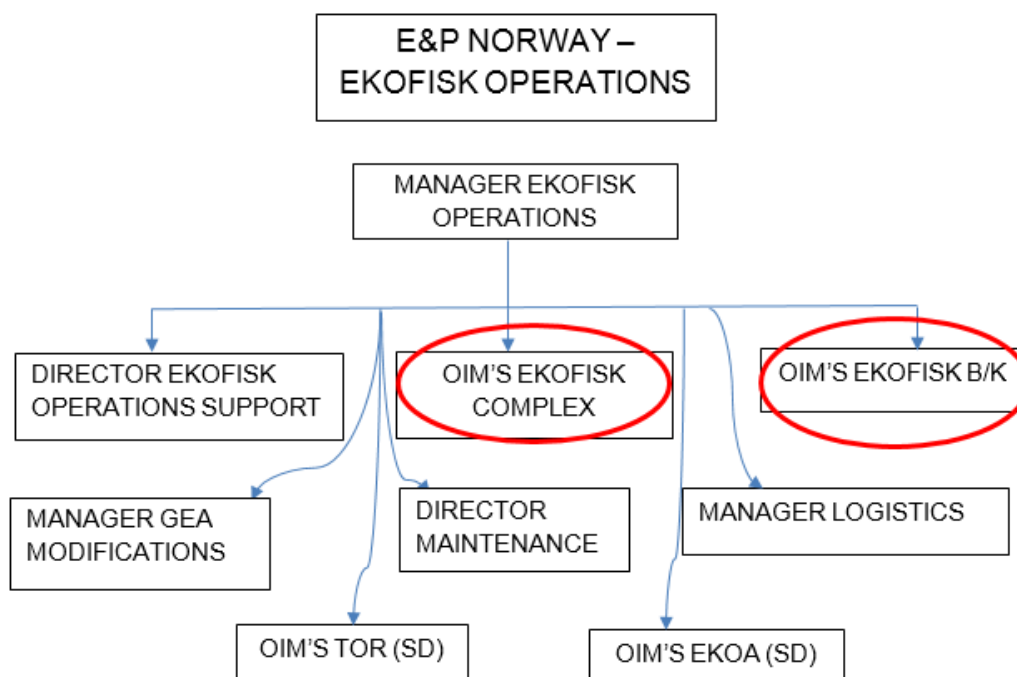 E&P NORWAY –
EKOFISK OPERATIONS
MANAGER EKOFISK
OPERATIONS
DIRECTOR EKOFISK
OPERATIONS SUPPORT
OIM'S EKOFISK
COMPLEX
OIM'S EKOFISK B/K
MANAGER GEA
MODIFICATIONS
DIRECTOR
MAINTENANCE
MANAGER LOGISTICS
OIM'S TOR (SD)
OIM'S EKOA (SD)